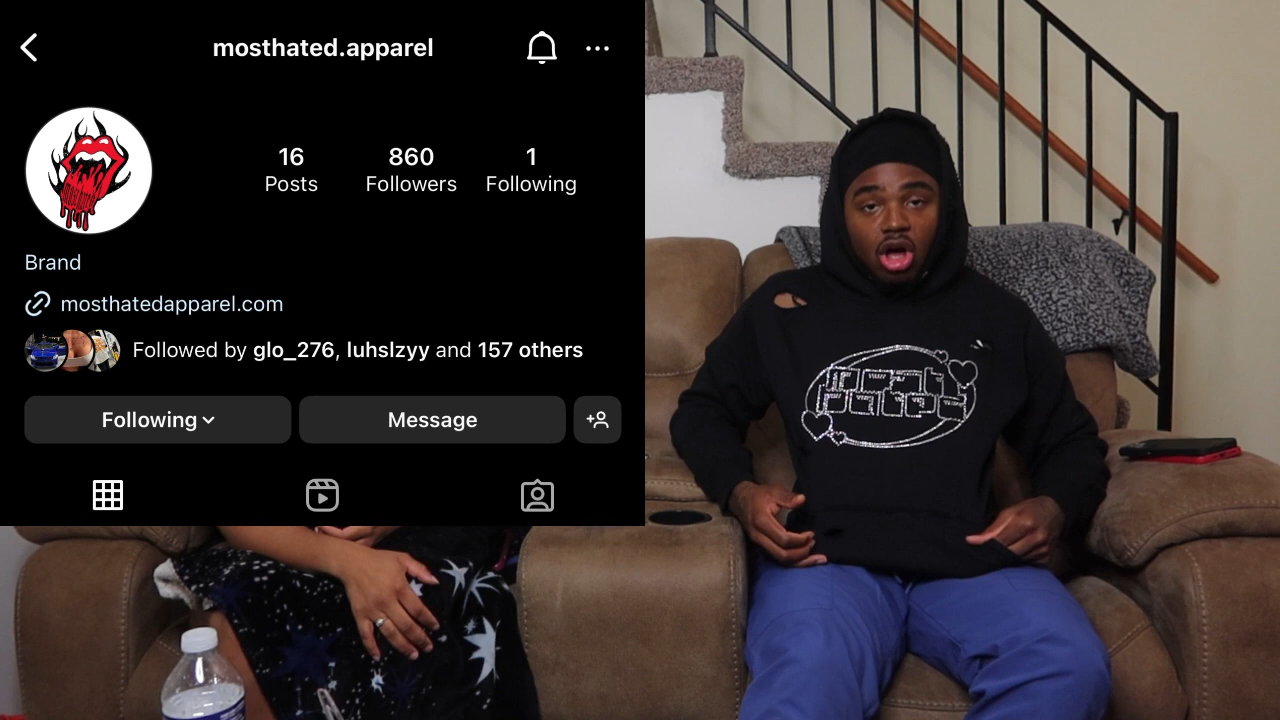 mosthated.apparel
16
860
1
Posts
Followers
Following
Brand
mosthatedapparel.com
Followed by glo_276, luhslzyy and 157 others
Following
Message